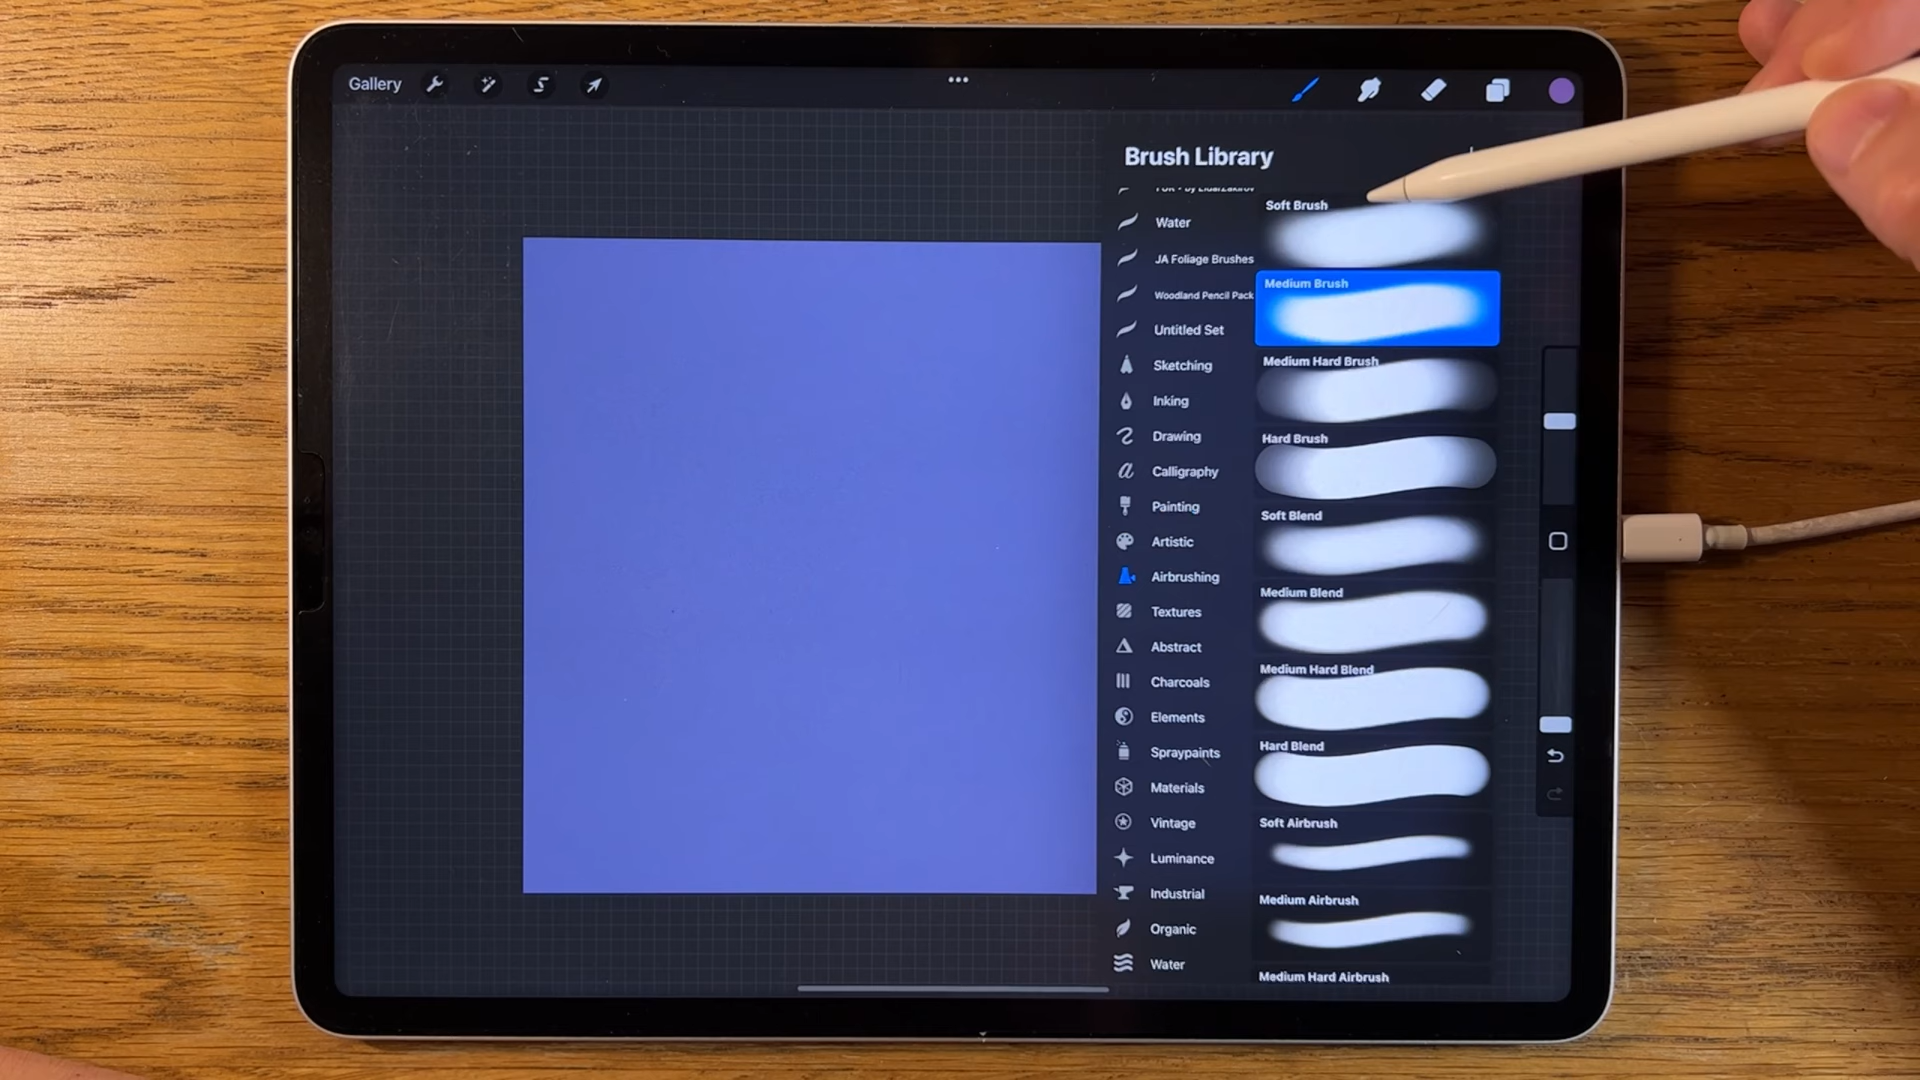 Gallery
Brush Library
Water
JA Foliage Brushes
Woodland Pencil Pack
Untitled Set
Sketching
Inking
Drawing
Calligraphy
Painting
Artistic
Airbrushing
Textures
Abstract
Charcoals
Elements
Spraypaints
Materials
Vintage
Luminance
Industrial
Organic
Water
Soft Brush
Medium Brush
Medium Hard Brush
Hard Brush
Soft Blend
Medium Blend
Medium Hard Blend
Hard Blend
Soft Airbrush
Medium Airbrush
Medium Hard Airbrush